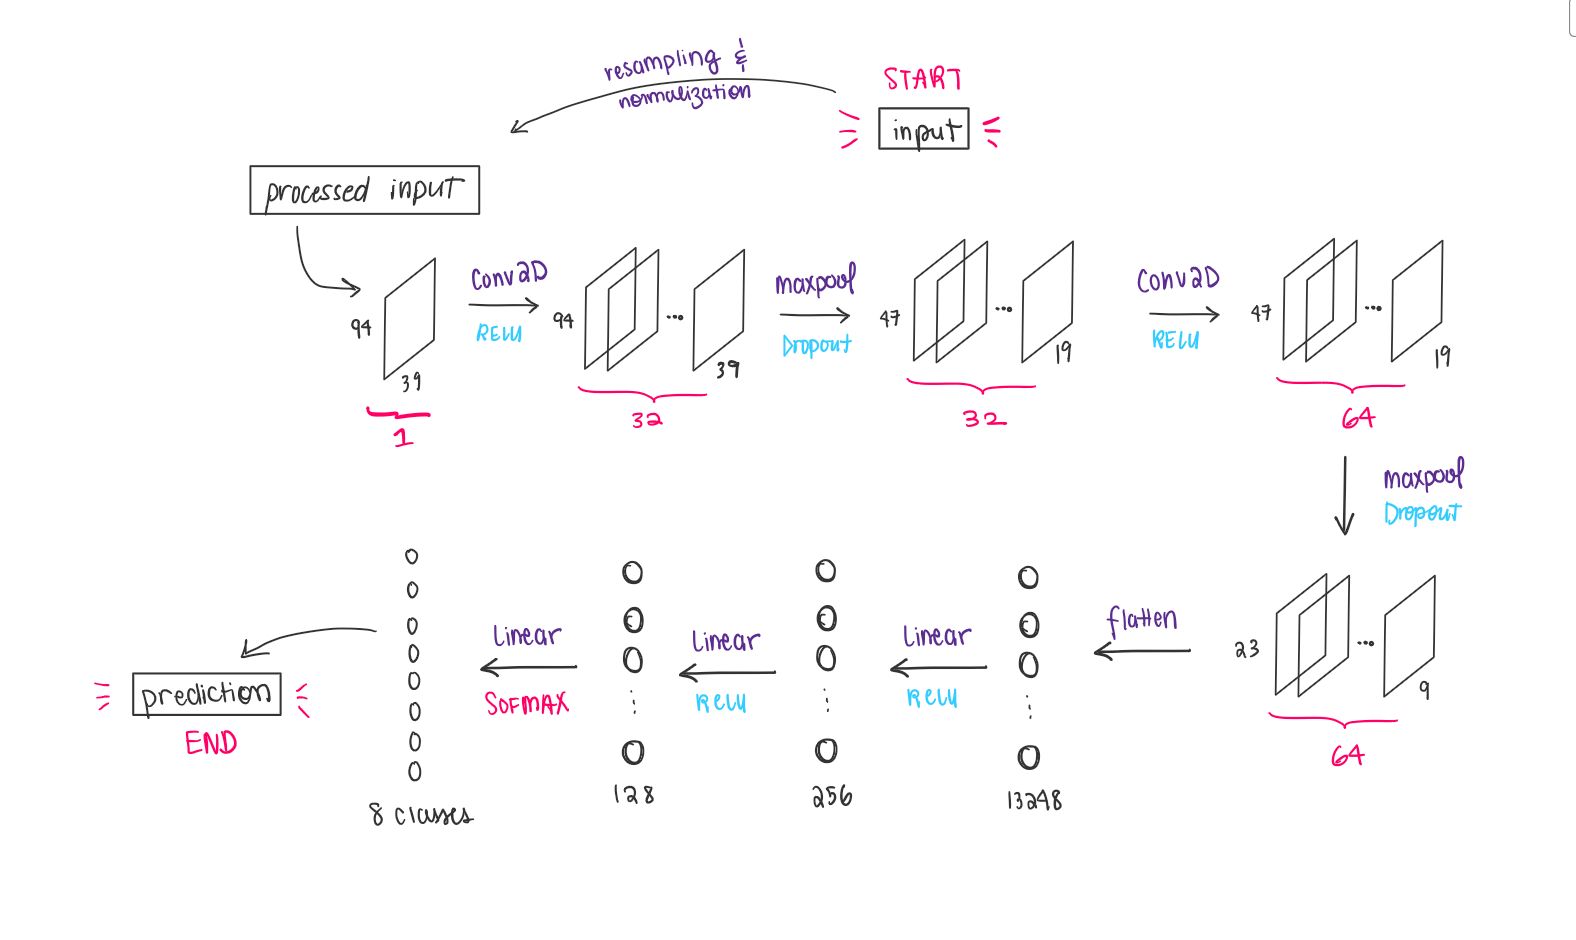 START
input
resampling &
normalization
processed input
94
39
1
Conv2D
RELU
94
...
39
32
maxpool
Dropout
47
...
19
32
Conv2D
RELU
47
...
19
64
maxpool
Dropout
23
...
9
64
flatten
13248
Linear
RELU
256
Linear
RELU
128
Linear
SOFMAX
8 classes
prediction
END